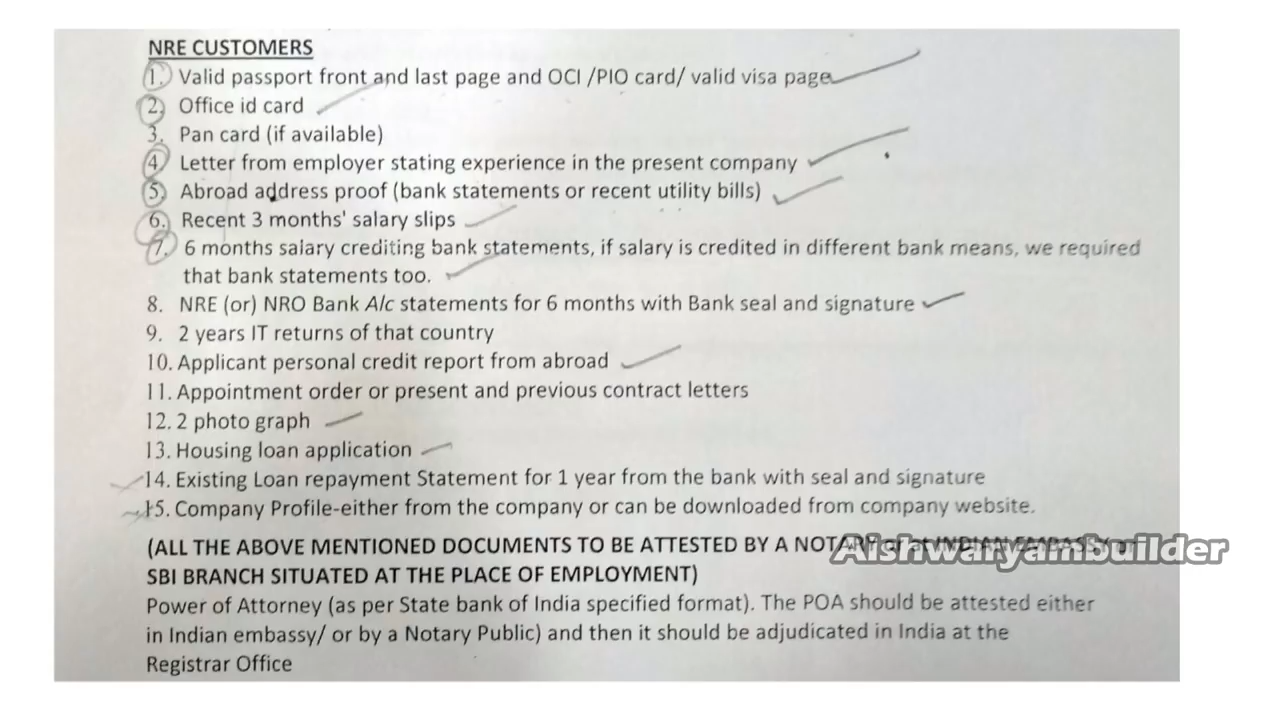 NRE CUSTOMERS
1. Valid passport front and last page and OCI /PIO card/ valid visa page
2. Office id card
3. Pan card (if available)
4. Letter from employer stating experience in the present company
5. Abroad address proof (bank statements or recent utility bills)
6. Recent 3 months' salary slips
7. 6 months salary crediting bank statements, if salary is credited in different bank means, we required
that bank statements too.
8. NRE (or) NRO Bank A/c statements for 6 months with Bank seal and signature
9. 2 years IT returns of that country
10. Applicant personal credit report from abroad
11. Appointment order or present and previous contract letters
12. 2 photo graph
13. Housing loan application
14. Existing Loan repayment Statement for 1 year from the bank with seal and signature
15. Company Profile-either from the company or can be downloaded from company website.
(ALL THE ABOVE MENTIONED DOCUMENTS TO BE ATTESTED BY A NOTARY or at INDIAN EMBASSY or
Aishwaryambuilder
SBI BRANCH SITUATED AT THE PLACE OF EMPLOYMENT)
Power of Attorney (as per State bank of India specified format). The POA should be attested either
in Indian embassy/ or by a Notary Public) and then it should be adjudicated in India at the
Registrar Office